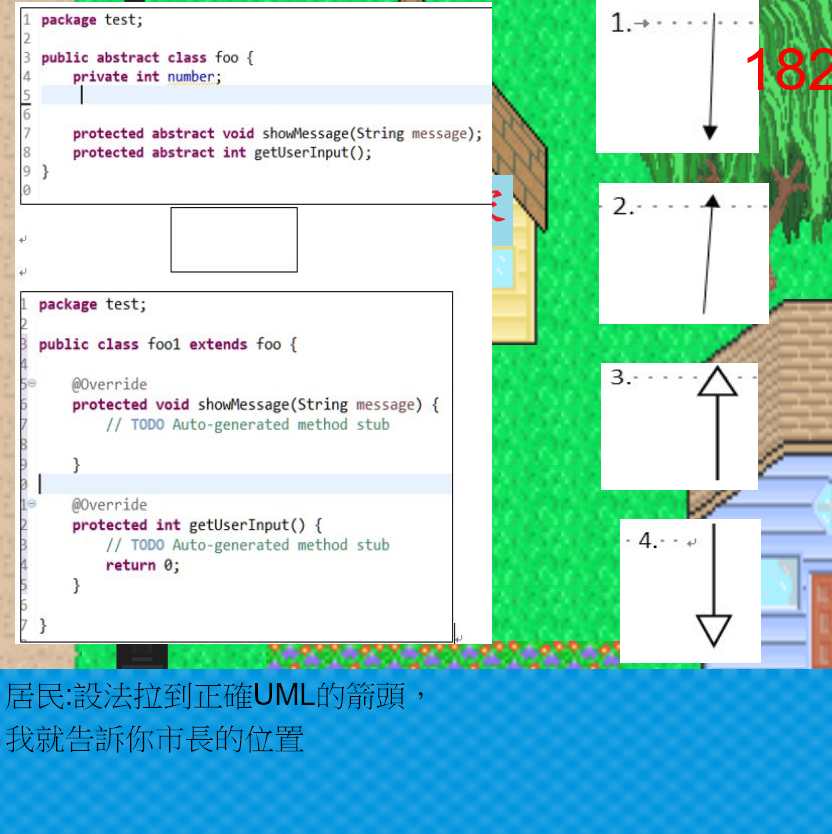 1 package test;
2
3 public abstract class foo {
4 private int number;
5
6
7 protected abstract void showMessage(String message);
8 protected abstract int getUserInput();
9 }
0
1 package test;
2
3 public class foo1 extends foo {
4
5 @Override
6 protected void showMessage(String message) {
7 // TODO Auto-generated method stub
8
9 }
0
1 @Override
2 protected int getUserInput() {
3 // TODO Auto-generated method stub
4 return 0;
5 }
6
7 }
1.
182
2.
3.
4.
居民:設法拉到正確UML的箭頭，
我就告訴你市長的位置